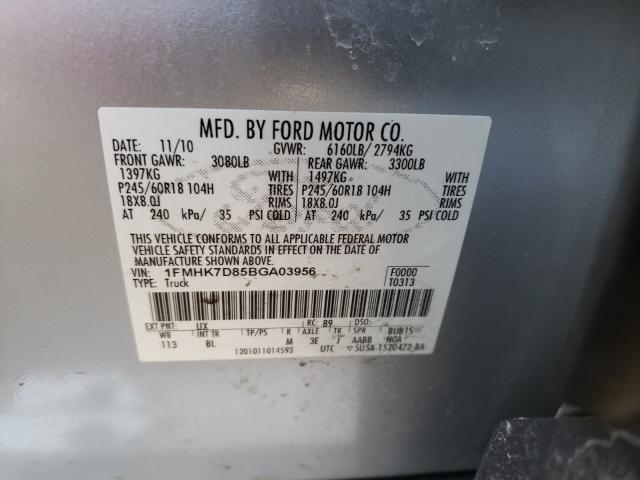 MFD. BY FORD MOTOR CO.
DATE: 11/10 GVWR: 6160LB/ 2794KG
FRONT GAWR: 3080LB REAR GAWR: 3300LB
1397KG WITH 1497KG WITH
P245/60R18 104H TIRES P245/60R18 104H TIRES
18X8.0J RIMS 18X8.0J RIMS
AT 240 kPa/ 35 PSI COLD AT 240 kPa/ 35 PSI COLD
THIS VEHICLE CONFORMS TO ALL APPLICABLE FEDERAL MOTOR
VEHICLE SAFETY STANDARDS IN EFFECT ON THE DATE OF
MANUFACTURE SHOWN ABOVE.
VIN: 1FMHK7D85BGA03956 F0000
TYPE: Truck T0313
EXT PNT: UX RC: 89 DSO:
WB INT TR TP/PS R AXLE TR SPR BUB15
113 BL M 3E J AABB NOA
1201011014593 UTC ▽5U5A-1520472-BA